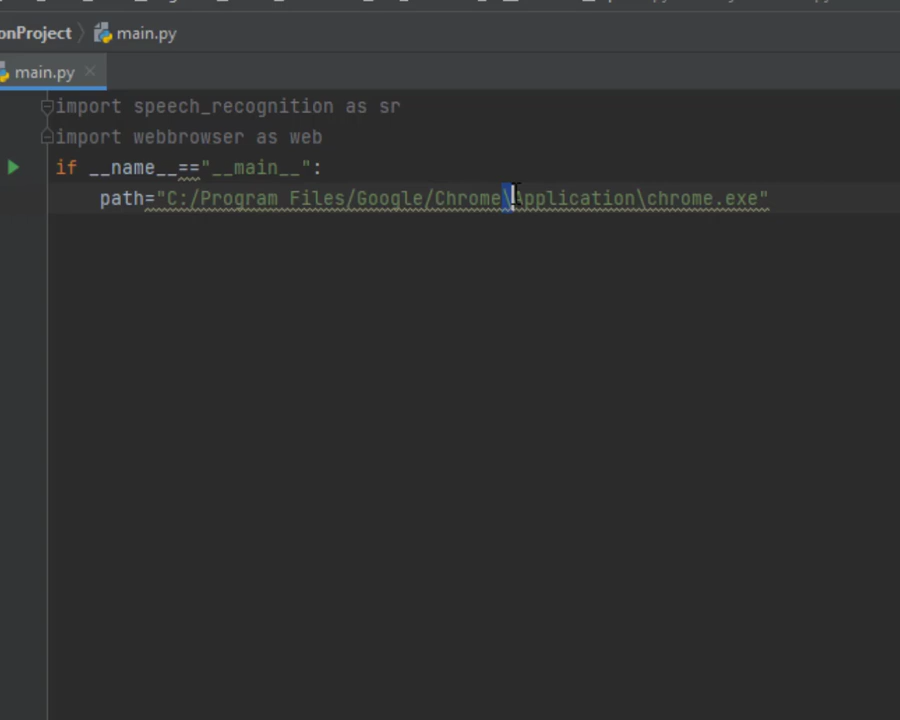 onProject main.py
main.py
import speech_recognition as sr
import webbrowser as web
if __name__=="__main__":
path="C:/Program Files/Google/Chrome\Application\chrome.exe"